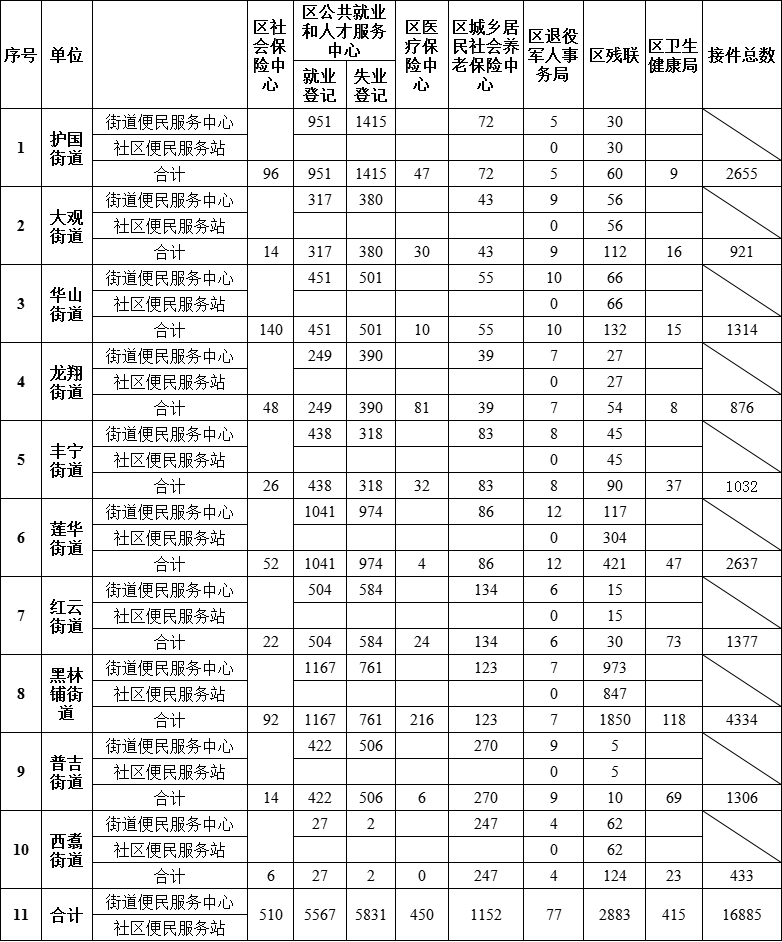 序号 单位 区社会保险中心 区公共就业和人才服务中心 区医疗保险中心 区城乡居民社会养老保险中心 区退役军人事务局 区残联 区卫生健康局 接件总数
就业登记 失业登记
1 护国街道 街道便民服务中心 951 1415 72 5 30
社区便民服务站 0 30
合计 96 951 1415 47 72 5 60 9 2655
2 大观街道 街道便民服务中心 317 380 43 9 56
社区便民服务站 0 56
合计 14 317 380 30 43 9 112 16 921
3 华山街道 街道便民服务中心 451 501 55 10 66
社区便民服务站 0 66
合计 140 451 501 10 55 10 132 15 1314
4 龙翔街道 街道便民服务中心 249 390 39 7 27
社区便民服务站 0 27
合计 48 249 390 81 39 7 54 8 876
5 丰宁街道 街道便民服务中心 438 318 83 8 45
社区便民服务站 0 45
合计 26 438 318 32 83 8 90 37 1032
6 莲华街道 街道便民服务中心 1041 974 86 12 117
社区便民服务站 0 304
合计 52 1041 974 4 86 12 421 47 2637
7 红云街道 街道便民服务中心 504 584 134 6 15
社区便民服务站 0 15
合计 22 504 584 24 134 6 30 73 1377
8 黑林铺街道 街道便民服务中心 1167 761 123 7 973
社区便民服务站 0 847
合计 92 1167 761 216 123 7 1850 118 4334
9 普吉街道 街道便民服务中心 422 506 270 9 5
社区便民服务站 0 5
合计 14 422 506 6 270 9 10 69 1306
10 西翥街道 街道便民服务中心 27 2 247 4 62
社区便民服务站 0 62
合计 6 27 2 0 247 4 124 23 433
11 合计 街道便民服务中心 510 5567 5831 450 1152 77 2883 415 16885
社区便民服务站